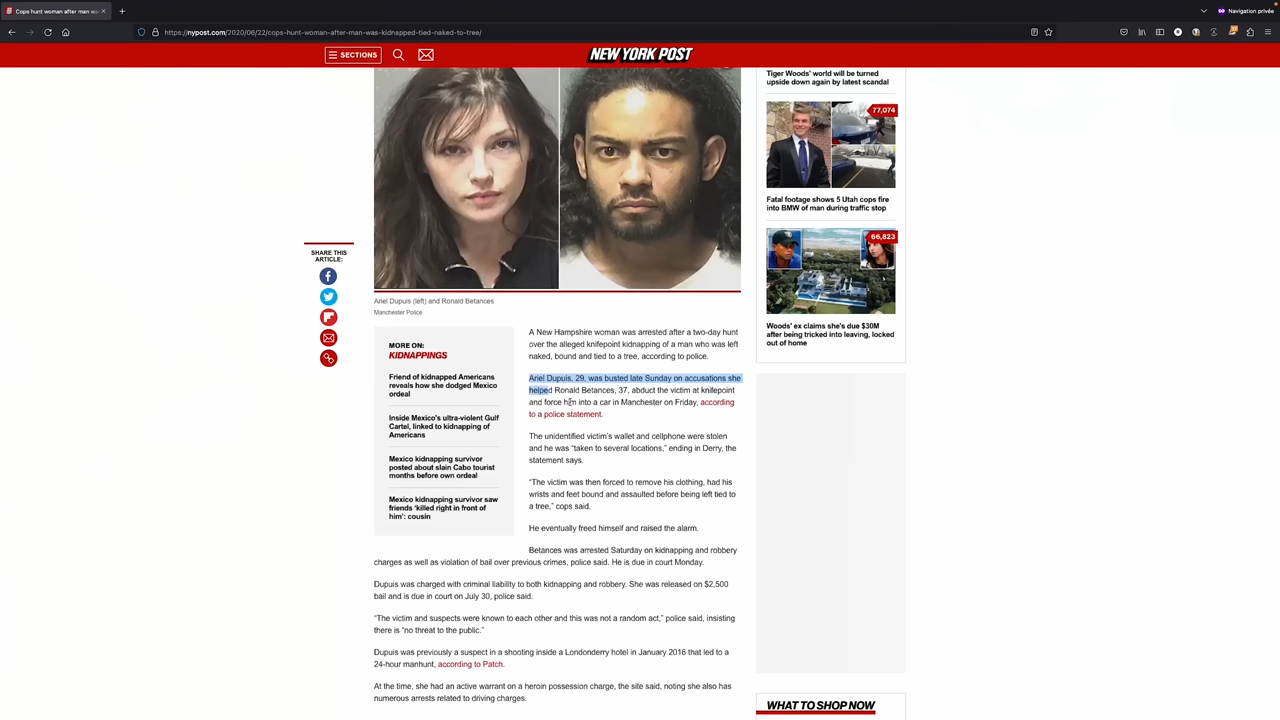 Cops hunt woman after man wa
Navigation privée
https://nypost.com/2020/06/22/cops-hunt-woman-after-man-was-kidnapped-tied-naked-to-tree/
SECTIONS
NEW YORK POST
SHARE THIS
ARTICLE:
Ariel Dupuis (left) and Ronald Betances
Manchester Police
MORE ON:
KIDNAPPINGS
Friend of kidnapped Americans
reveals how she dodged Mexico
ordeal
Inside Mexico's ultra-violent Gulf
Cartel, linked to kidnapping of
Americans
Mexico kidnapping survivor
posted about slain Cabo tourist
months before own ordeal
Mexico kidnapping survivor saw
friends ‘killed right in front of
him’: cousin
A New Hampshire woman was arrested after a two-day hunt
over the alleged knifepoint kidnapping of a man who was left
naked, bound and tied to a tree, according to police.
Ariel Dupuis, 29, was busted late Sunday on accusations she
helped Ronald Betances, 37, abduct the victim at knifepoint
and force him into a car in Manchester on Friday, according
to a police statement.
The unidentified victim’s wallet and cellphone were stolen
and he was “taken to several locations,” ending in Derry, the
statement says.
“The victim was then forced to remove his clothing, had his
wrists and feet bound and assaulted before being left tied to
a tree,” cops said.
He eventually freed himself and raised the alarm.
Betances was arrested Saturday on kidnapping and robbery
charges as well as violation of bail over previous crimes, police said. He is due in court Monday.
Dupuis was charged with criminal liability to both kidnapping and robbery. She was released on $2,500
bail and is due in court on July 30, police said.
“The victim and suspects were known to each other and this was not a random act,” police said, insisting
there is “no threat to the public.”
Dupuis was previously a suspect in a shooting inside a Londonderry hotel in January 2016 that led to a
24-hour manhunt, according to Patch.
At the time, she had an active warrant on a heroin possession charge, the site said, noting she also has
numerous arrests related to driving charges.
Tiger Woods' world will be turned
upside down again by latest scandal
77,074
Fatal footage shows 5 Utah cops fire
into BMW of man during traffic stop
66,823
Woods' ex claims she's due $30M
after being tricked into leaving, locked
out of home
WHAT TO SHOP NOW